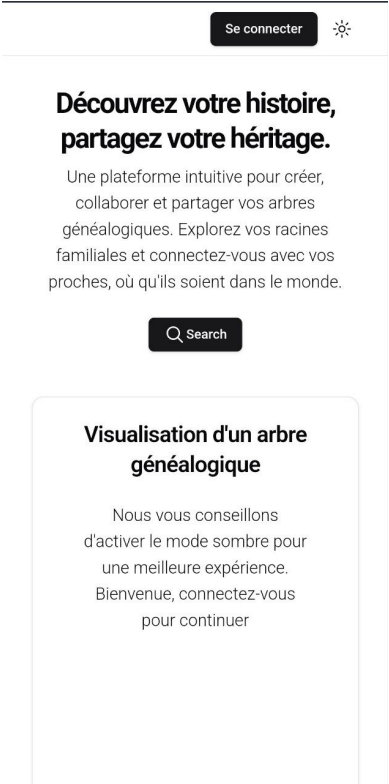 Se connecter
Découvrez votre histoire,
partagez votre héritage.
Une plateforme intuitive pour créer,
collaborer et partager vos arbres
généalogiques. Explorez vos racines
familiales et connectez-vous avec vos
proches, où qu'ils soient dans le monde.
Search
Visualisation d'un arbre
généalogique
Nous vous conseillons
d'activer le mode sombre pour
une meilleure expérience.
Bienvenue, connectez-vous
pour continuer